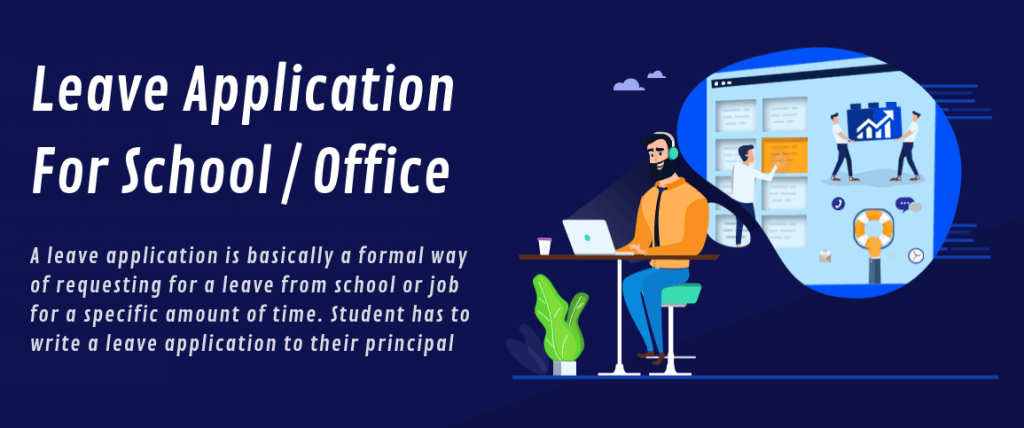 Leave Application
For School / Office
A leave application is basically a formal way
of requesting for a leave from school or job
for a specific amount of time. Student has to
write a leave application to their principal